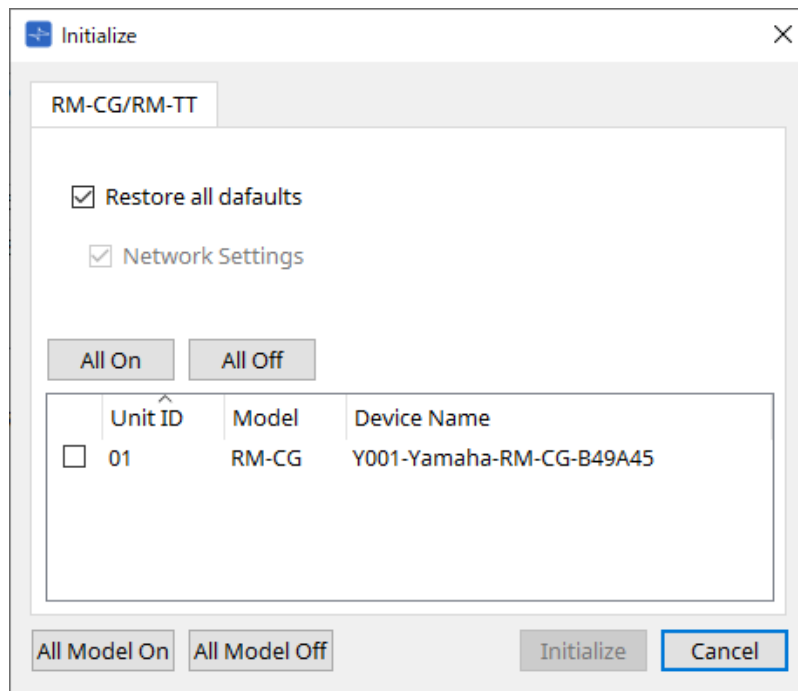 Initialize
RM-CG/RM-TT
Restore all dafaults
Network Settings
All On All Off
Unit ID Model Device Name
01 RM-CG Y001-Yamaha-RM-CG-B49A45
All Model On All Model Off Initialize Cancel